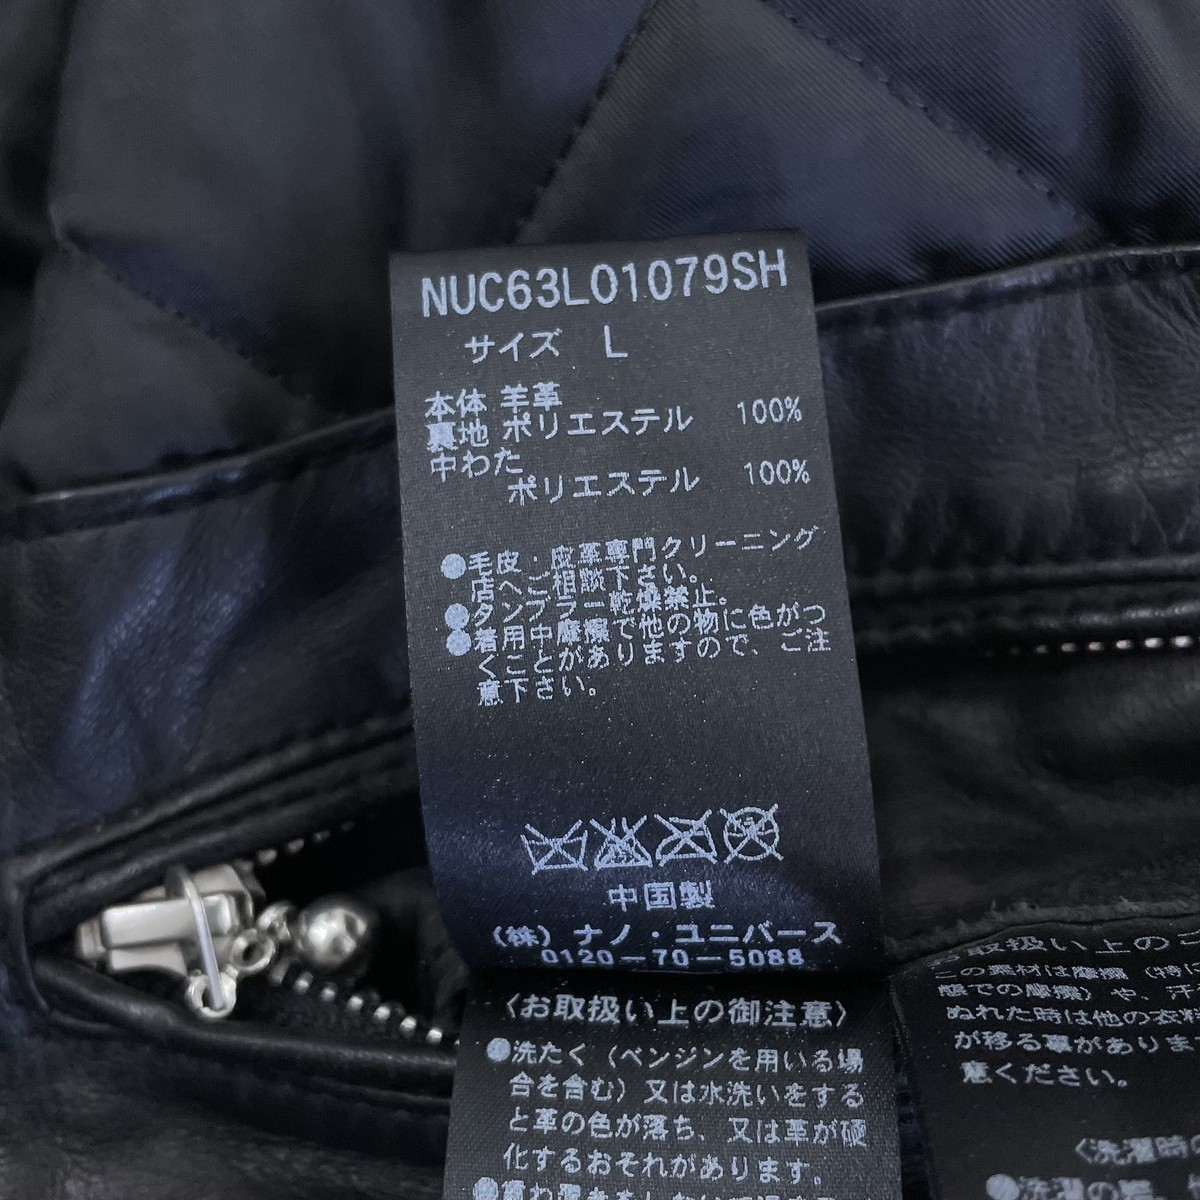 NUC63L01079SH
サイズ L
本体 羊革
裏地 ポリエステル 100%
中わた
ポリエステル 100%
●毛皮・皮革専門クリーニング
店へご相談下さい。
●タンブラー乾燥禁止。
●着用中摩擦で他の物に色がつ
くことがありますので、ご注
意下さい。
中国製
(株) ナノ・ユニバース
0120-70-5088
〈お取扱い上の御注意〉
●洗たく(ベンジンを用いる場
合を含む)又は水洗いをする
と革の色が落ち、又は革が硬
化するおそれがあります。
お取扱い上のご
この素材は摩擦(特に
態での摩擦)や、汗
ぬれた時は他の衣料
が移る事があります
意ください。
〈洗濯時
●洗濯の際